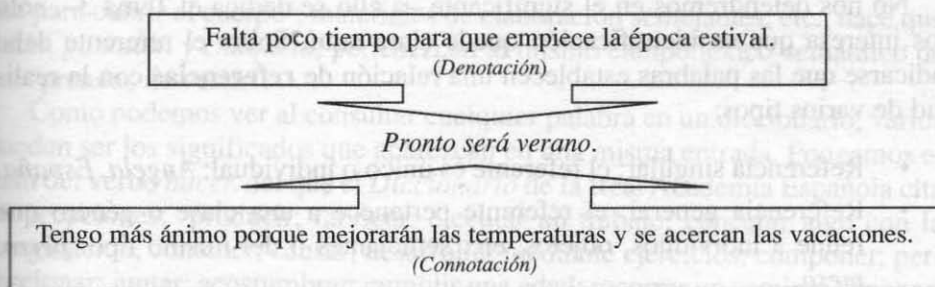 Falta poco tiempo para que empiece la época estival.
(Denotación)
Pronto será verano.
Tengo más ánimo porque mejorarán las temperaturas y se acercan las vacaciones.
(Connotación)